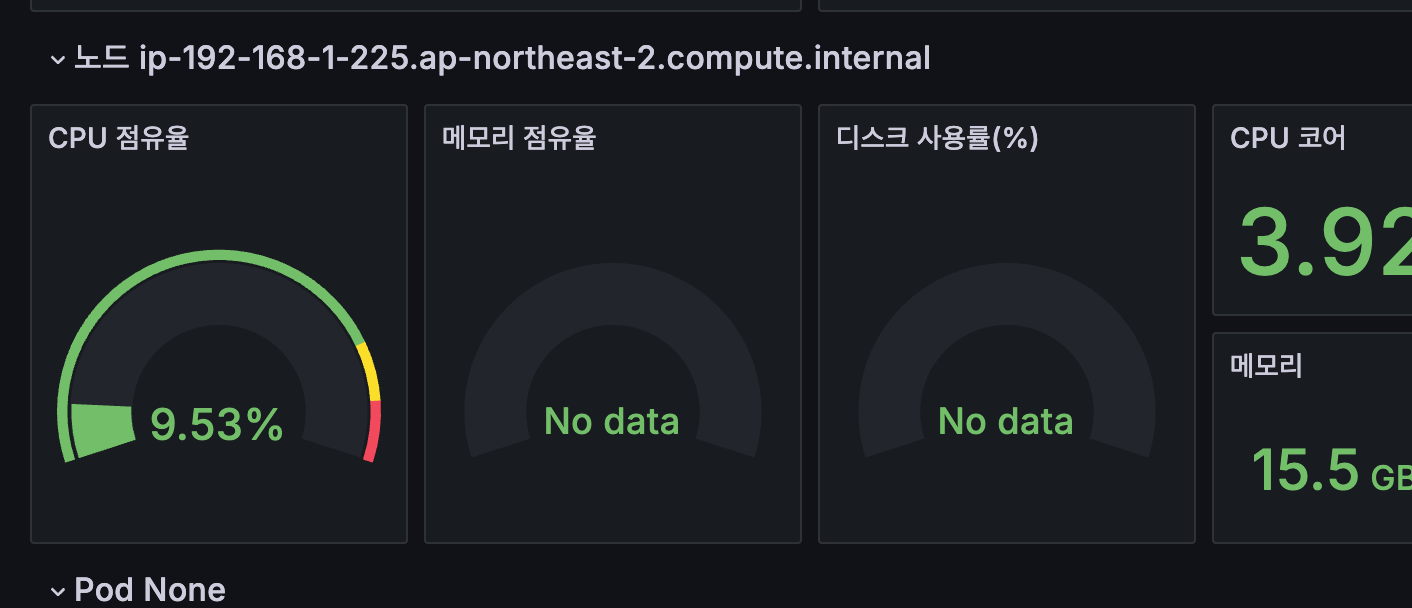 노드 ip-192-168-1-225.ap-northeast-2.compute.internal
CPU 점유율
9.53%
메모리 점유율
No data
디스크 사용률(%)
No data
CPU 코어
3.92
메모리
15.5 GB
Pod None